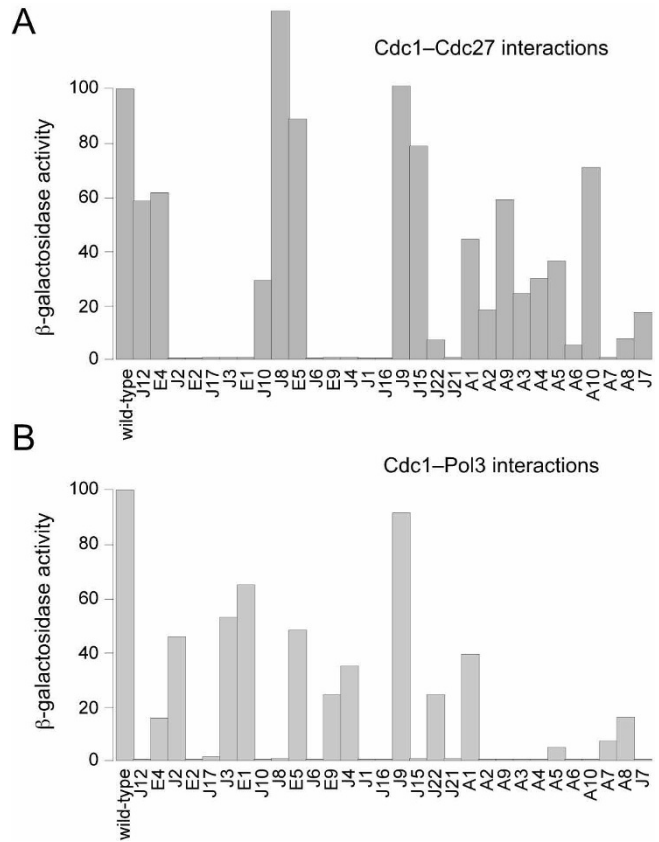 A
Cdc1–Cdc27 interactions
β-galactosidase activity
100
80
60
40
20
0
wild-type J12 E4 J2 E2 J17 J3 E1 J10 J8 E5 J6 E9 J4 J1 J16 J9 J15 J22 J21 A1 A2 A9 A3 A4 A5 A6 A10 A7 A8 J7
B
Cdc1–Pol3 interactions
β-galactosidase activity
100
80
60
40
20
0
wild-type J12 E4 J2 E2 J17 J3 E1 J10 J8 E5 J6 E9 J4 J1 J16 J9 J15 J22 J21 A1 A2 A9 A3 A4 A5 A6 A10 A7 A8 J7